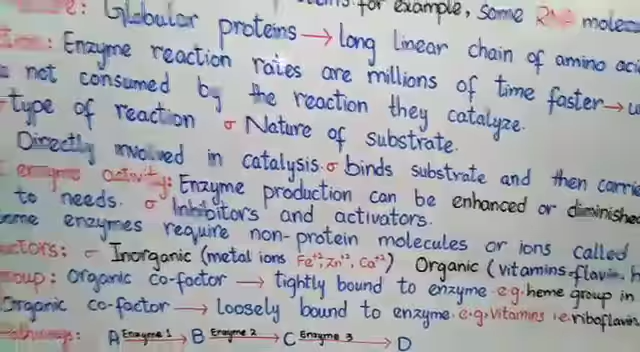 for example, some RNA
Globular proteins → long linear chain of amino
Enzyme reaction rates are millions of time faster →
not consumed by the reaction they catalyze.
type of reaction σ Nature of substrate.
Directly involved in catalysis. σ binds substrate and then
enzyme activity: Enzyme production can be enhanced or diminished
to needs. σ Inhibitors and activators.
enzymes require non-protein molecules or ions called
σ Inorganic (metal ions Fe+2, Zn+2, Ca+2) Organic (vitamins-flavin, h
organic co-factor → tightly bound to enzyme e.g. heme group in
Organic co-factor → loosely bound to enzyme. e.g. vitamins i.e. riboflavin
A Enzyme 1 → B Enzyme 2 → C Enzyme 3 → D